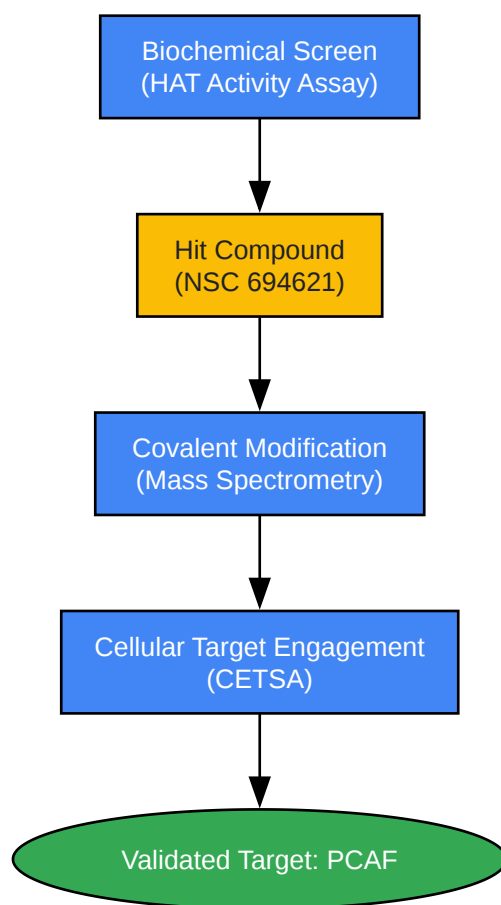 Biochemical Screen
(HAT Activity Assay)
Hit Compound
(NSC 694621)
Covalent Modification
(Mass Spectrometry)
Cellular Target Engagement
(CETSA)
Validated Target: PCAF